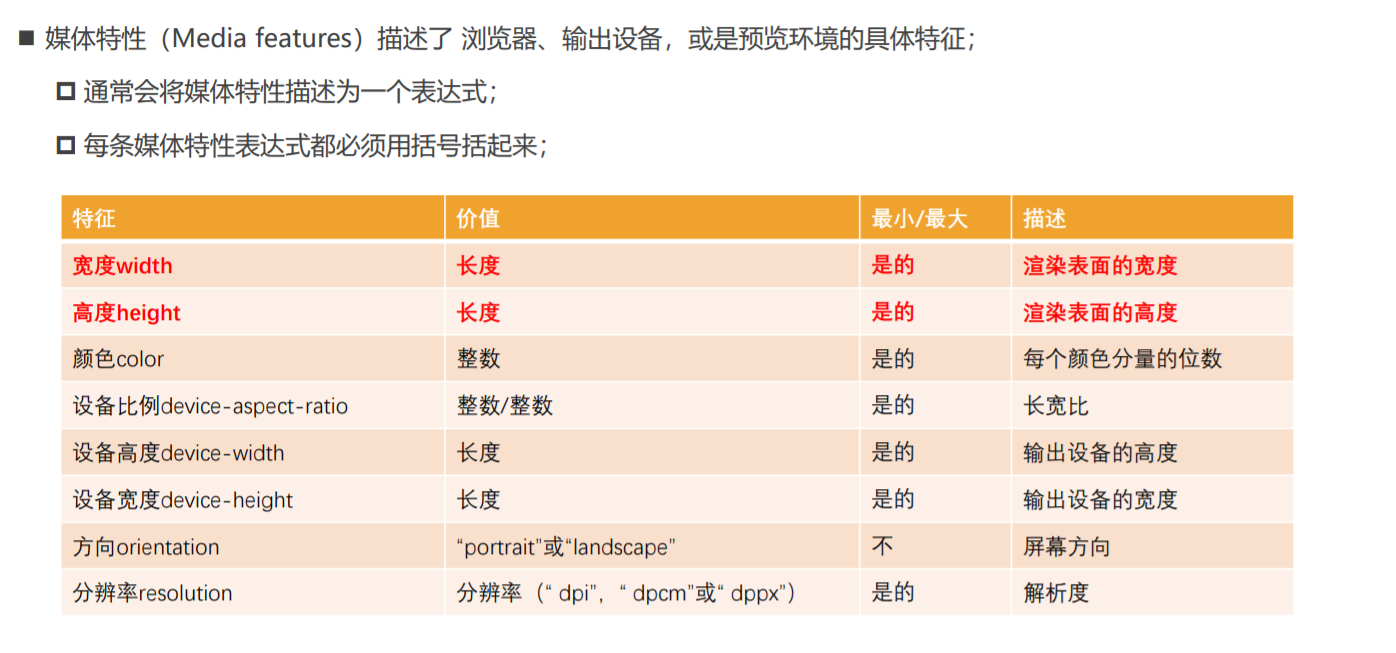 媒体特性（Media features）描述了 浏览器、输出设备，或是预览环境的具体特征；
通常会将媒体特性描述为一个表达式；
每条媒体特性表达式都必须用括号括起来；
特征 价值 最小/最大 描述
宽度width 长度 是的 渲染表面的宽度
高度height 长度 是的 渲染表面的高度
颜色color 整数 是的 每个颜色分量的位数
设备比例device-aspect-ratio 整数/整数 是的 长宽比
设备高度device-width 长度 是的 输出设备的高度
设备宽度device-height 长度 是的 输出设备的宽度
方向orientation “portrait”或“landscape” 不 屏幕方向
分辨率resolution 分辨率（“ dpi”，“ dpcm”或“ dppx”） 是的 解析度